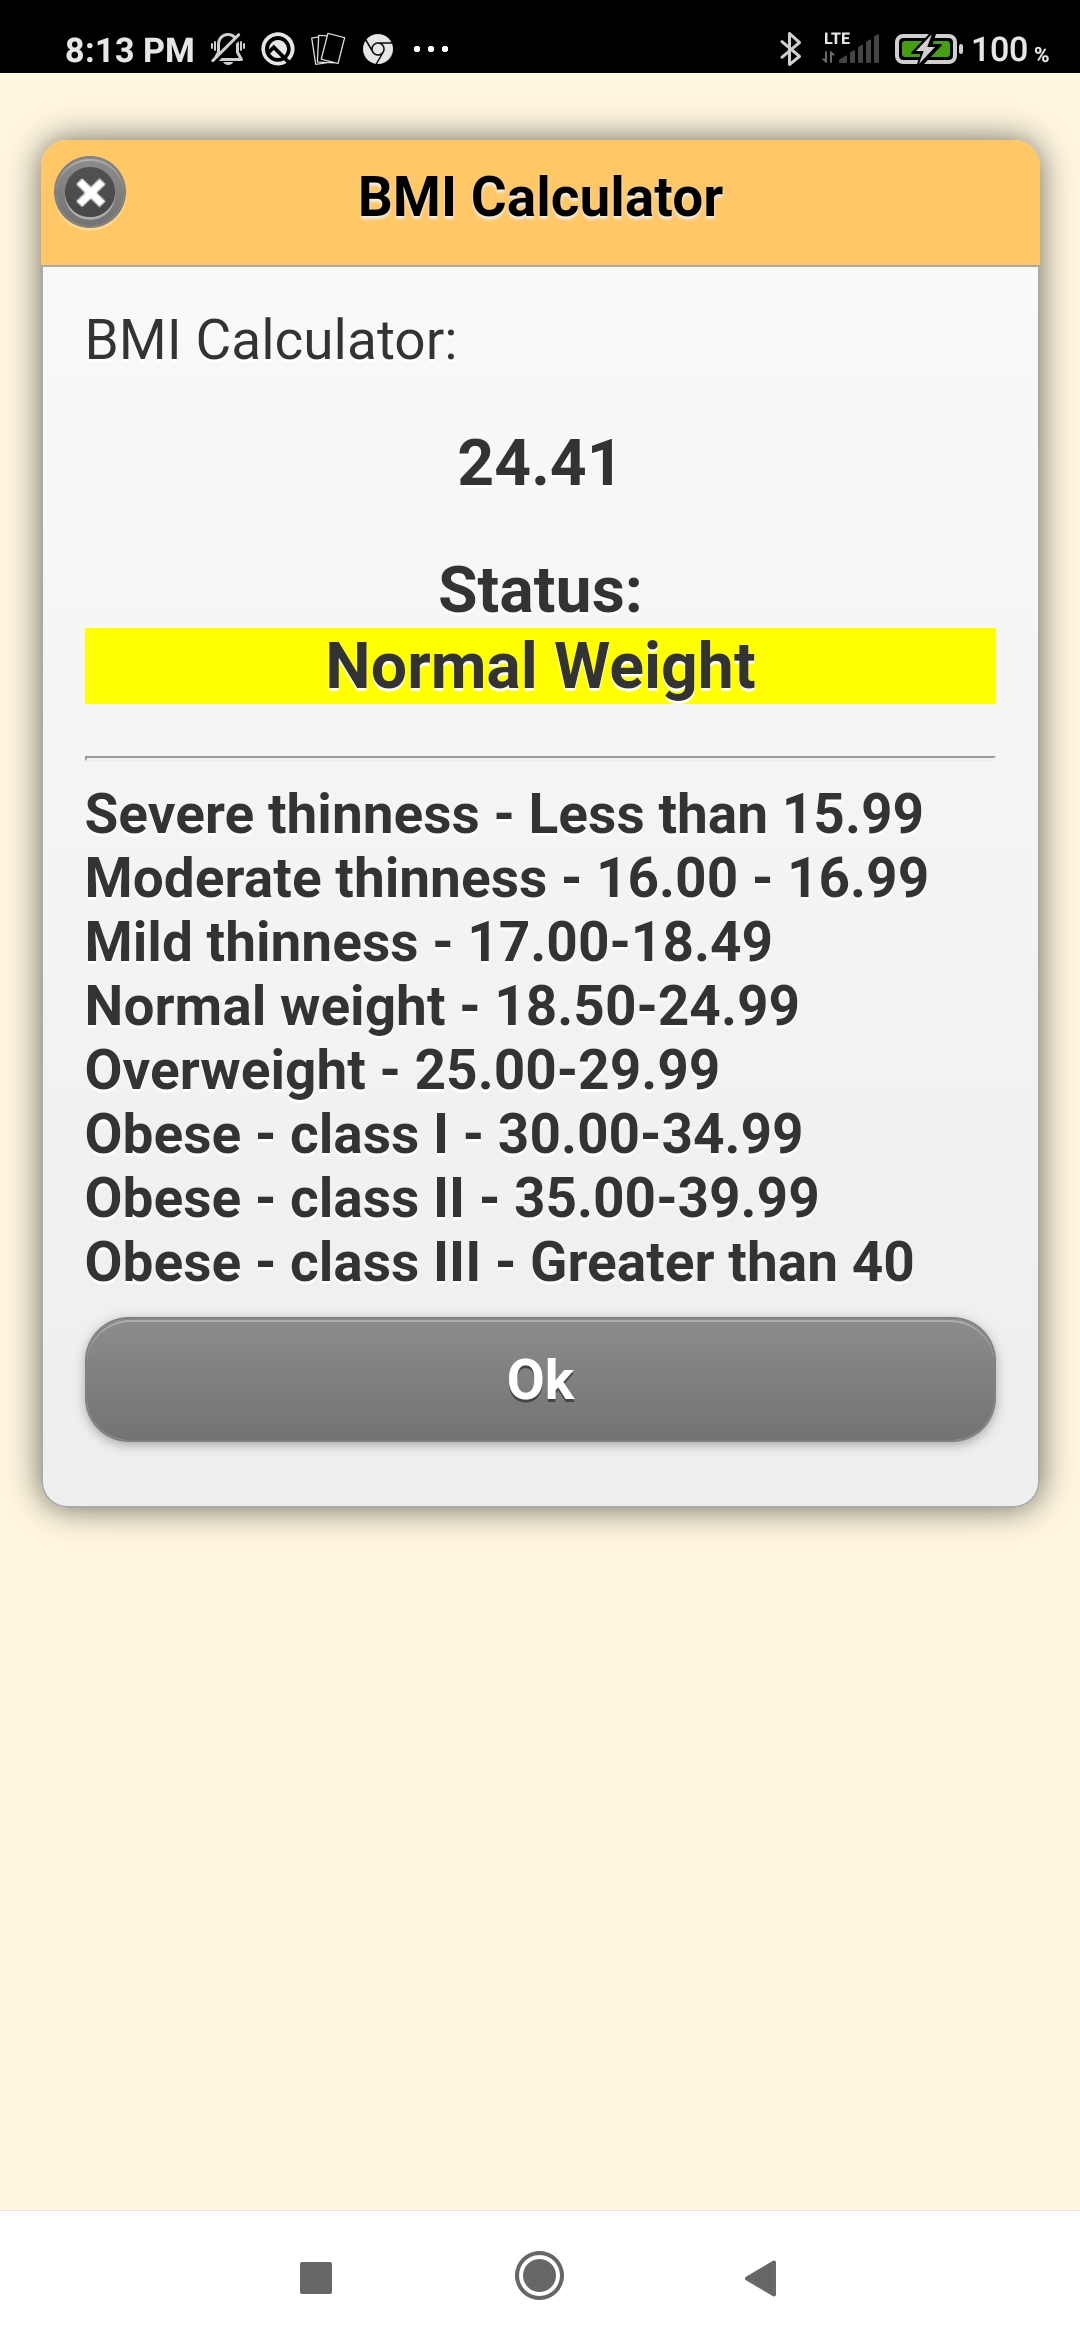 8:13 PM LTE 100 %
BMI Calculator
BMI Calculator:
24.41
Status:
Normal Weight
Severe thinness - Less than 15.99
Moderate thinness - 16.00 - 16.99
Mild thinness - 17.00-18.49
Normal weight - 18.50-24.99
Overweight - 25.00-29.99
Obese - class I - 30.00-34.99
Obese - class II - 35.00-39.99
Obese - class III - Greater than 40
Ok